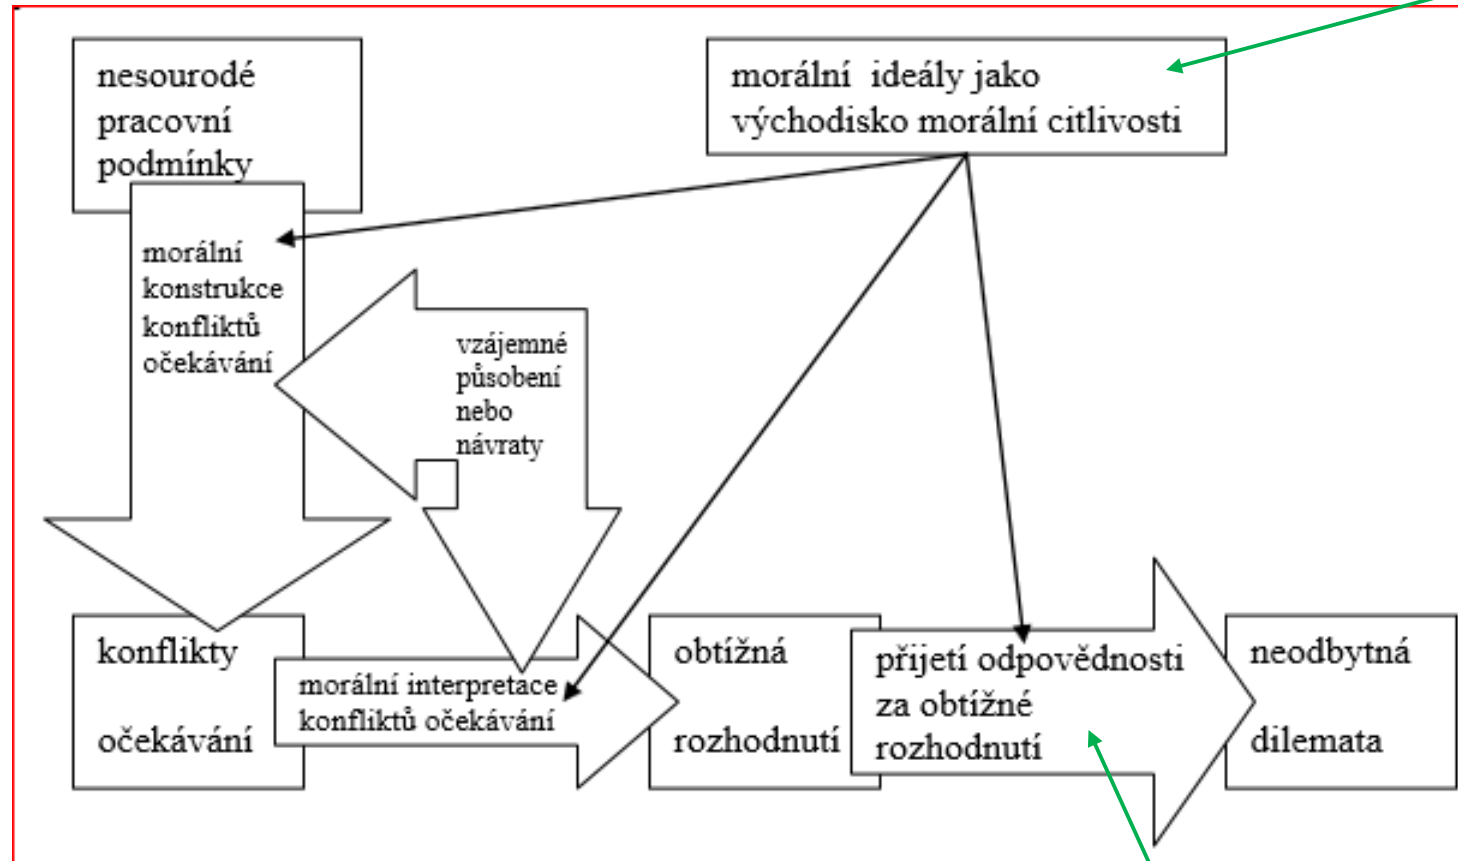 nesourodé
pracovní
podmínky
morální ideály jako
východisko morální citlivosti
morální
konstrukce
konfliktů
očekávání
vzájemné
působení
nebo
návraty
konflikty
očekávání
morální interpretace
konfliktů očekávání
obtížná
rozhodnutí
přijetí odpovědnosti
za obtížné
rozhodnutí
neodbytná
dilemata